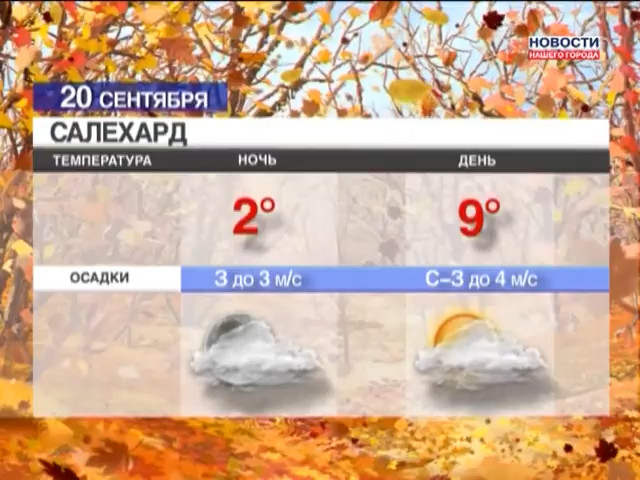 НОВОСТИ
НАШЕГО ГОРОДА
20 СЕНТЯБРЯ
САЛЕХАРД
ТЕМПЕРАТУРА НОЧЬ ДЕНЬ
2° 9°
ОСАДКИ З до 3 м/с С-З до 4 м/с